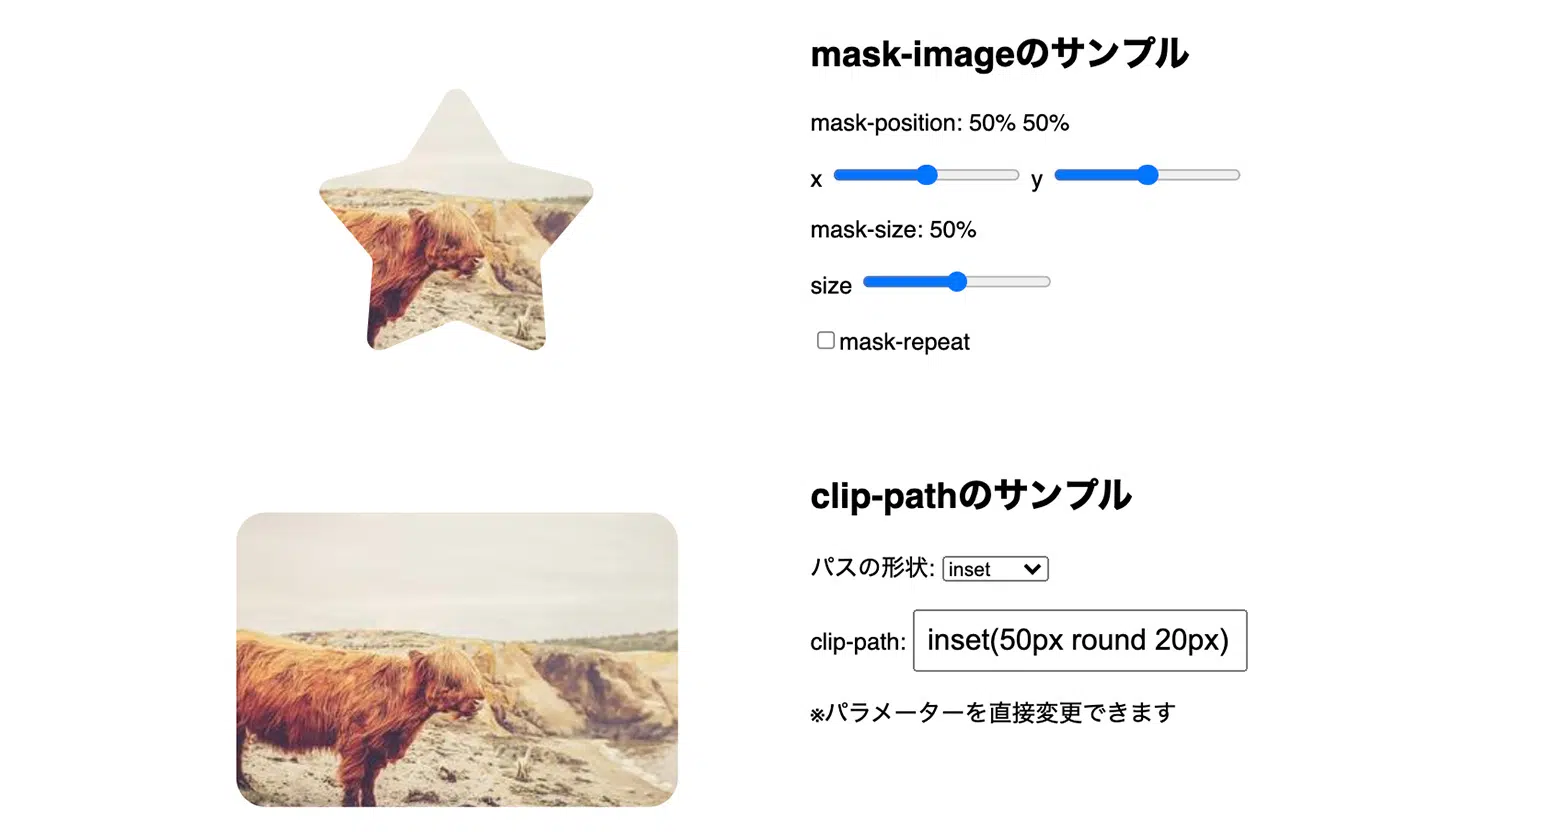 mask-imageのサンプル
mask-position: 50% 50%
x y
mask-size: 50%
size
mask-repeat
clip-pathのサンプル
パスの形状: inset
clip-path: inset(50px round 20px)
※パラメーターを直接変更できます